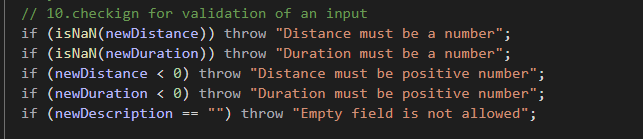 // 10.checkign for validation of an input
if (isNaN(newDistance)) throw "Distance must be a number";
if (isNaN(newDuration)) throw "Duration must be a number";
if (newDistance < 0) throw "Distance must be positive number";
if (newDuration < 0) throw "Duration must be positive number";
if (newDescription == "") throw "Empty field is not allowed";